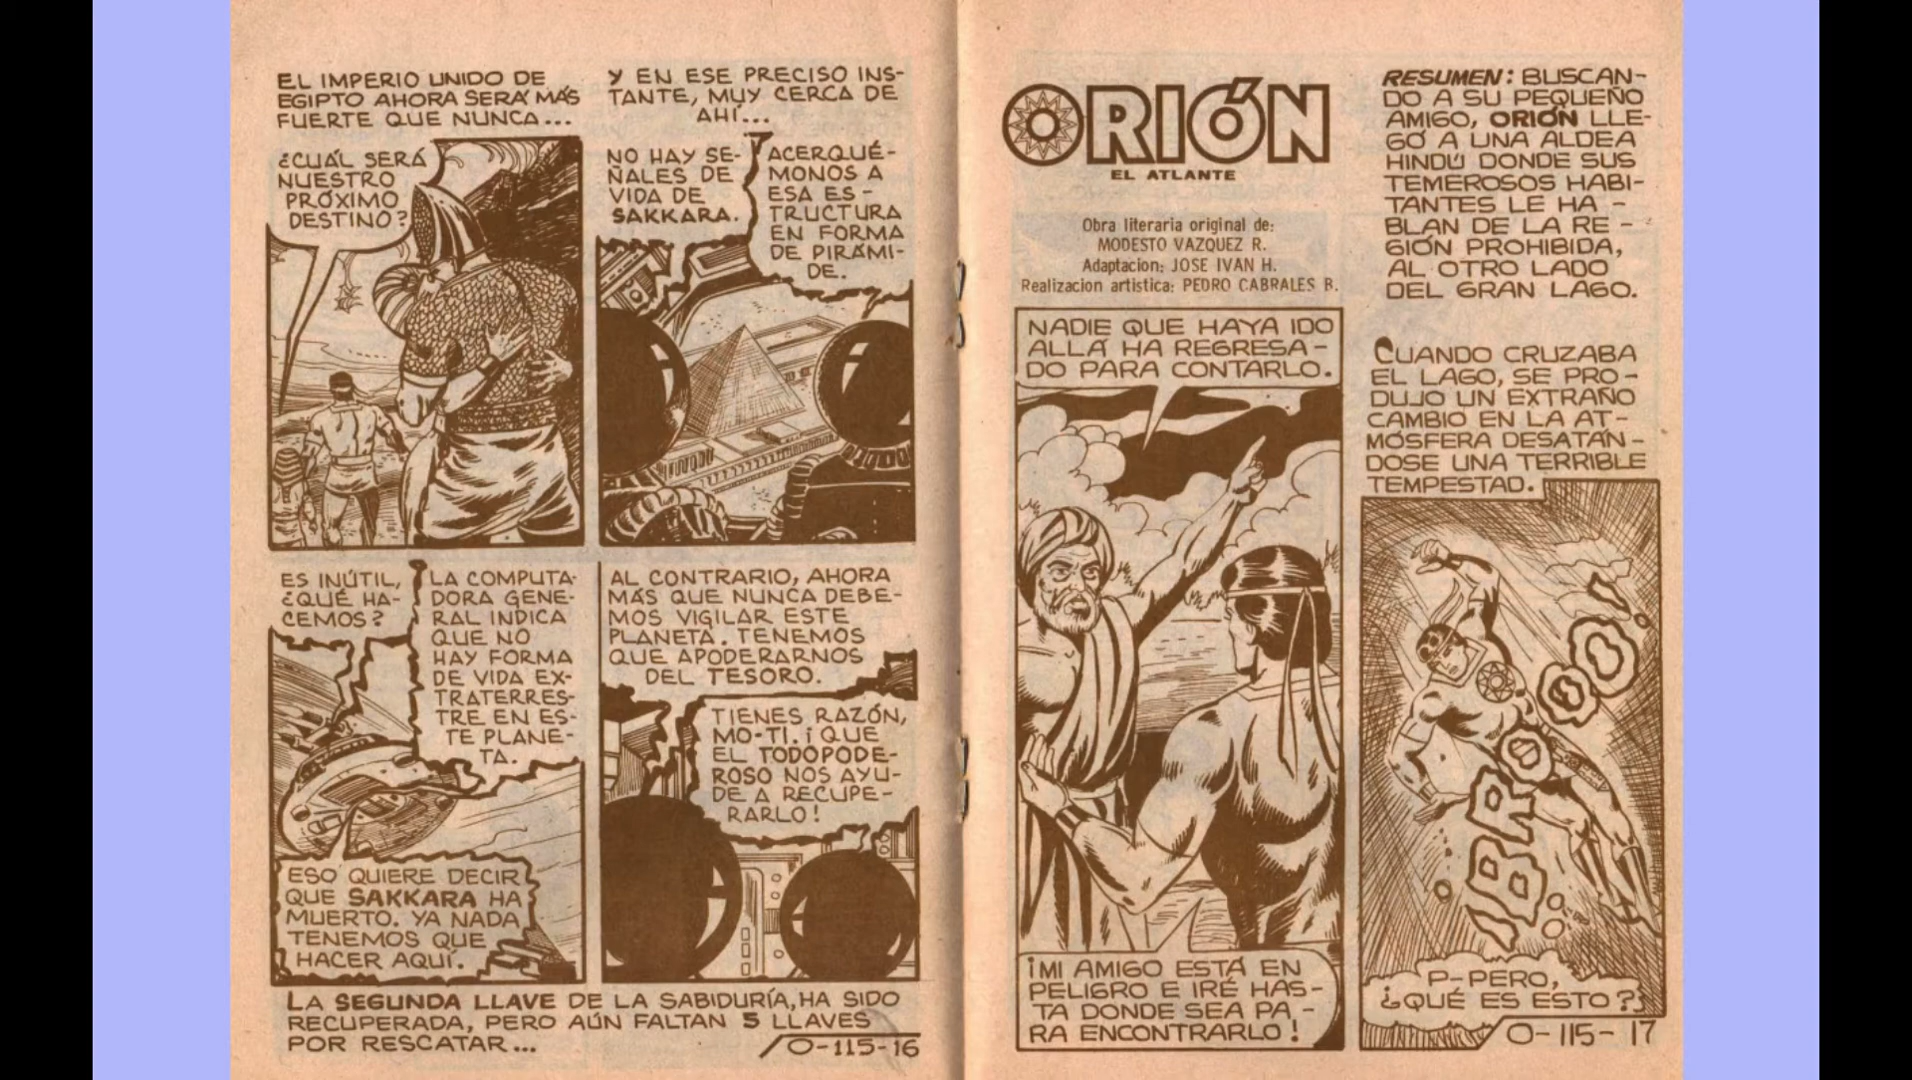 EL IMPERIO UNIDO DE
EGIPTO AHORA SERÁ MÁS
FUERTE QUE NUNCA...
¿CUÁL SERÁ
NUESTRO
PRÓXIMO
DESTINO?
Y EN ESE PRECISO INS-
TANTE, MUY CERCA DE
AHÍ...
NO HAY SE-
ÑALES DE
VIDA DE
SAKKARA.
ACERQUÉ-
MONOS A
ESA ES-
TRUCTURA
EN FORMA
DE PIRÁMI-
DE.
ES INÚTIL,
¿QUÉ HA-
CEMOS?
LA COMPUTA-
DORA GENE-
RAL INDICA
QUE NO
HAY FORMA
DE VIDA EX-
TRATERRES-
TRE EN ES-
TE PLANE-
TA.
ESO QUIERE DECIR
QUE SAKKARA HA
MUERTO. YA NADA
TENEMOS QUE
HACER AQUÍ.
AL CONTRARIO, AHORA
MÁS QUE NUNCA DEBE-
MOS VIGILAR ESTE
PLANETA. TENEMOS
QUE APODERARNOS
DEL TESORO.
TIENES RAZÓN,
MO-TI. ¡QUE
EL TODOPODE-
ROSO NOS AYU-
DE A RECUPE-
RARLO!
LA SEGUNDA LLAVE DE LA SABIDURÍA, HA SIDO
RECUPERADA, PERO AÚN FALTAN 5 LLAVES
POR RESCATAR...
O-115-16
ORIÓN
EL ATLANTE
Obra literaria original de:
MODESTO VAZQUEZ R.
Adaptacion: JOSE IVAN H.
Realizacion artistica: PEDRO CABRALES B.
NADIE QUE HAYA IDO
ALLÁ HA REGRESA-
DO PARA CONTARLO.
¡MI AMIGO ESTÁ EN
PELIGRO E IRÉ HAS-
TA DONDE SEA PA-
RA ENCONTRARLO!
RESUMEN: BUSCAN-
DO A SU PEQUEÑO
AMIGO, ORIÓN LLE-
GÓ A UNA ALDEA
HINDÚ DONDE SUS
TEMEROSOS HABI-
TANTES LE HA-
BLAN DE LA RE-
GIÓN PROHIBIDA,
AL OTRO LADO
DEL GRAN LAGO.
CUANDO CRUZABA
EL LAGO, SE PRO-
DUJO UN EXTRAÑO
CAMBIO EN LA AT-
MÓSFERA DESATÁN-
DOSE UNA TERRIBLE
TEMPESTAD.
¡BROOO!
P-PERO,
¿QUÉ ES ESTO?
O-115-17